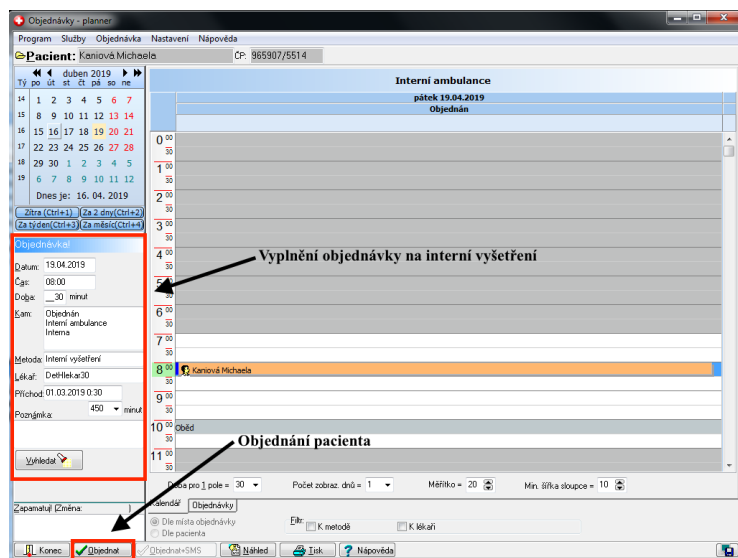 Objednávky - planner
Program Služby Objednávka Nastavení Nápověda
Pacient: Kaniová Michaela ČP: 965907/5514
duben 2019
Tý po út st čt pá so ne
14 1 2 3 4 5 6 7
15 8 9 10 11 12 13 14
16 15 16 17 18 19 20 21
17 22 23 24 25 26 27 28
18 29 30 1 2 3 4 5
19 6 7 8 9 10 11 12
Dnes je: 16. 04. 2019
Zítra (Ctrl+1) Za 2 dny(Ctrl+2)
Za týden(Ctrl+3) Za měsíc(Ctrl+4)
Objednávka!
Datum: 19.04.2019
Čas: 08:00
Doba: __30 minut
Kam: Objednán
Interní ambulance
Interna
Metoda: Interní vyšetření
Lékař: DetHlekar30
Příchod: 01.03.2019 0:30
450 minut
Poznámka:
Vyhledat
Zapamatuj (Změna: )
Interní ambulance
pátek 19.04.2019
Objednán
0 00
30
1 00
30
2 00
30
3 00
30
4 00
30
Vyplnění objednávky na interní vyšetření
5 00
30
6 00
30
7 00
30
8 00 Kaniová Michaela
30
9 00
30
10 00 Oběd
30
Objednání pacienta
11 00
30
Doba pro 1 pole = 30 Počet zobraz. dnů = 1 Měřítko = 20 Min. šířka sloupce = 10
Kalendář Objednávky
Dle místa objednávky
Dle pacienta
Filtr: K metodě K lékaři
Konec Objednat Objednat+SMS Náhled Tisk Nápověda